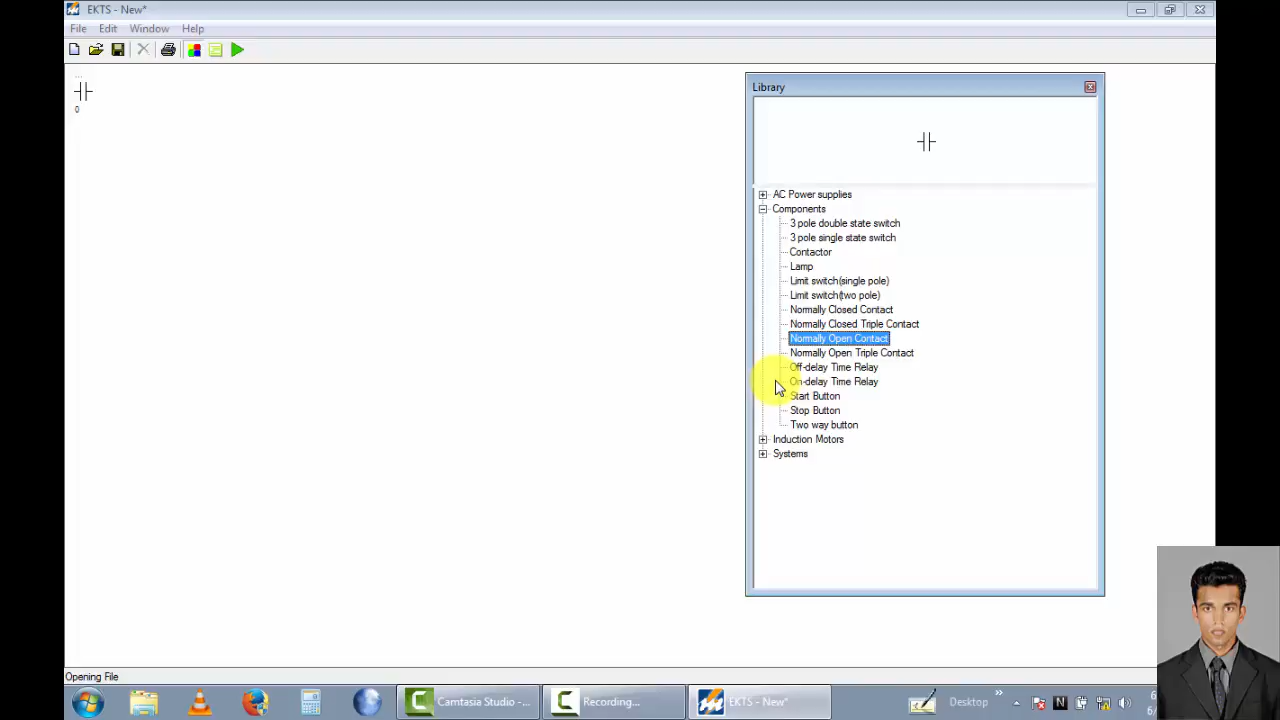 EKTS - New*
File Edit Window Help
...
0
Library
AC Power supplies
Components
3 pole double state switch
3 pole single state switch
Contactor
Lamp
Limit switch(single pole)
Limit switch(two pole)
Normally Closed Contact
Normally Closed Triple Contact
Normally Open Contact
Normally Open Triple Contact
Off-delay Time Relay
On-delay Time Relay
Start Button
Stop Button
Two way button
Induction Motors
Systems
Opening File
Camtasia Studio - ... Recording... EKTS - New* Desktop » N 6
6/